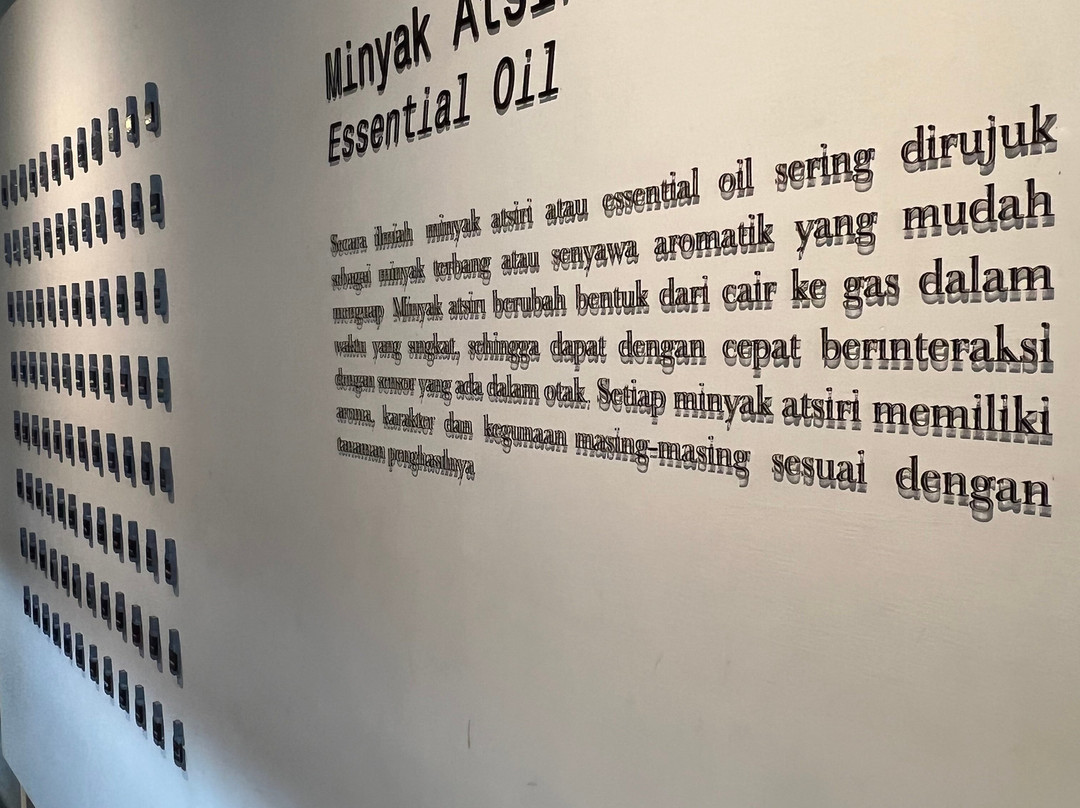 Minyak Atsiri
Essential Oil
Secara ilmiah minyak atsiri atau essential oil sering dirujuk
sebagai minyak terbang atau senyawa aromatik yang mudah
menguap. Minyak atsiri berubah bentuk dari cair ke gas dalam
waktu yang singkat, sehingga dapat dengan cepat berinteraksi
dengan sensor yang ada dalam otak. Setiap minyak atsiri memiliki
aroma, karakter dan kegunaan masing-masing sesuai dengan
tanaman penghasilnya